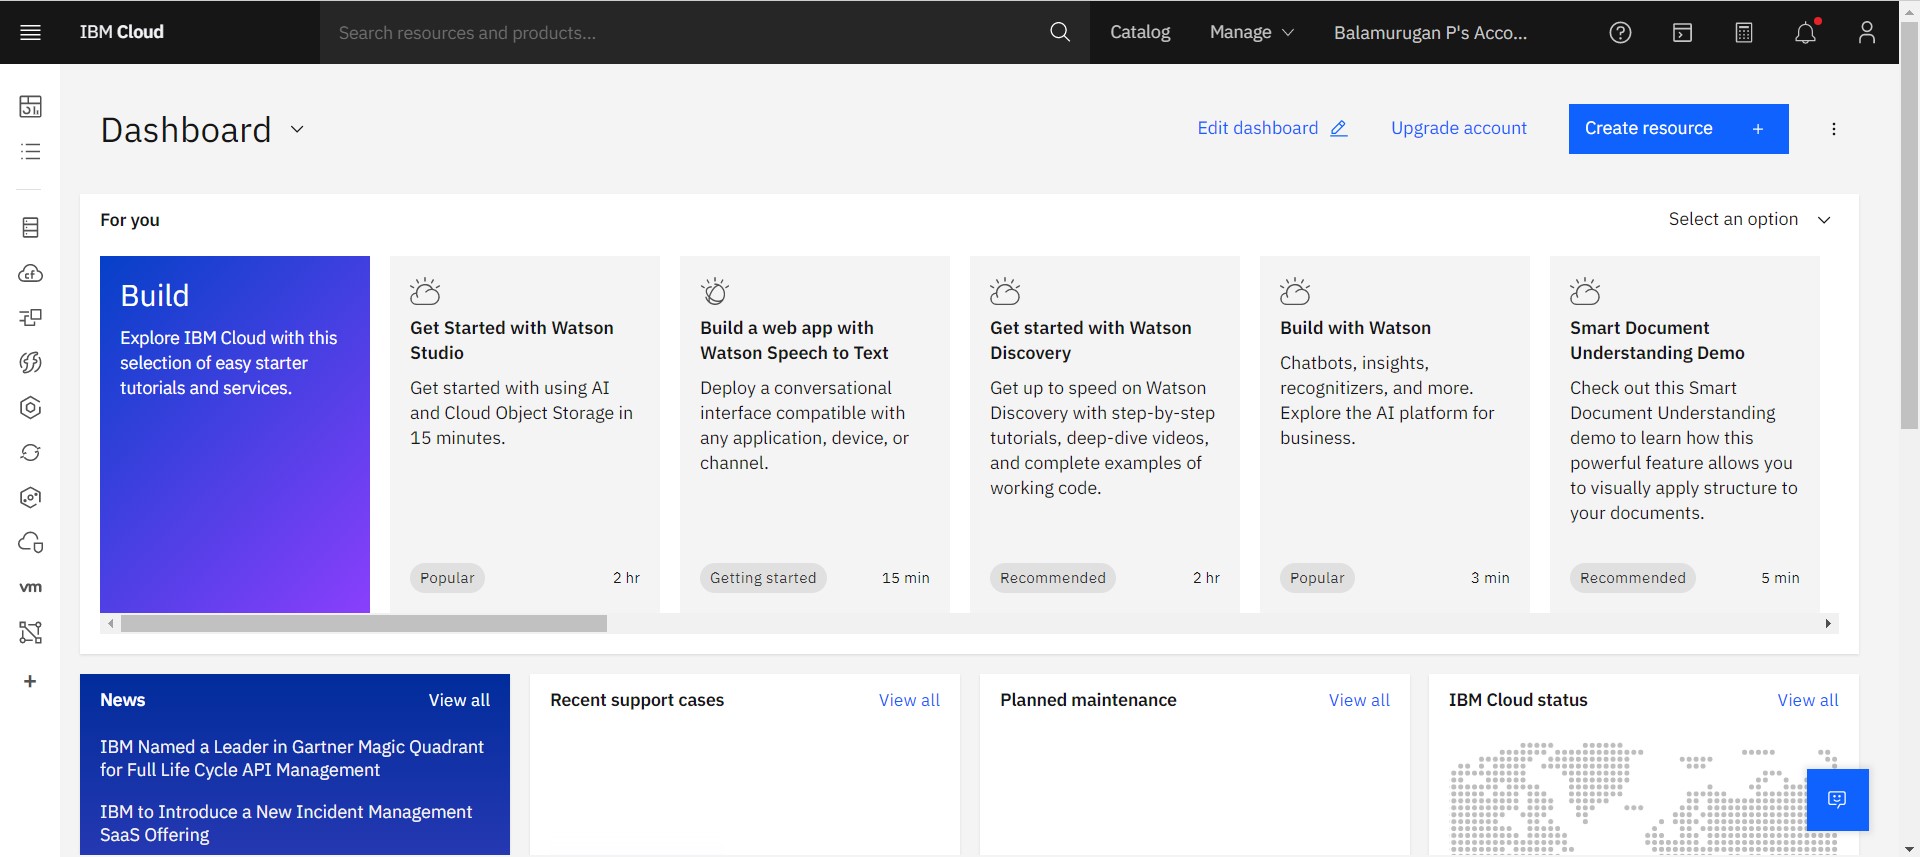 IBM Cloud
Search resources and products...
Catalog
Manage
Balamurugan P's Acco...
Dashboard
Edit dashboard
Upgrade account
Create resource +
For you
Select an option
Build
Explore IBM Cloud with this
selection of easy starter
tutorials and services.
Get Started with Watson
Studio
Get started with using AI
and Cloud Object Storage in
15 minutes.
Popular
2 hr
Build a web app with
Watson Speech to Text
Deploy a conversational
interface compatible with
any application, device, or
channel.
Getting started
15 min
Get started with Watson
Discovery
Get up to speed on Watson
Discovery with step-by-step
tutorials, deep-dive videos,
and complete examples of
working code.
Recommended
2 hr
Build with Watson
Chatbots, insights,
recognitizers, and more.
Explore the AI platform for
business.
Popular
3 min
Smart Document
Understanding Demo
Check out this Smart
Document Understanding
demo to learn how this
powerful feature allows you
to visually apply structure to
your documents.
Recommended
5 min
cf
vm
+
News
View all
IBM Named a Leader in Gartner Magic Quadrant
for Full Life Cycle API Management
IBM to Introduce a New Incident Management
SaaS Offering
Recent support cases
View all
Planned maintenance
View all
IBM Cloud status
View all